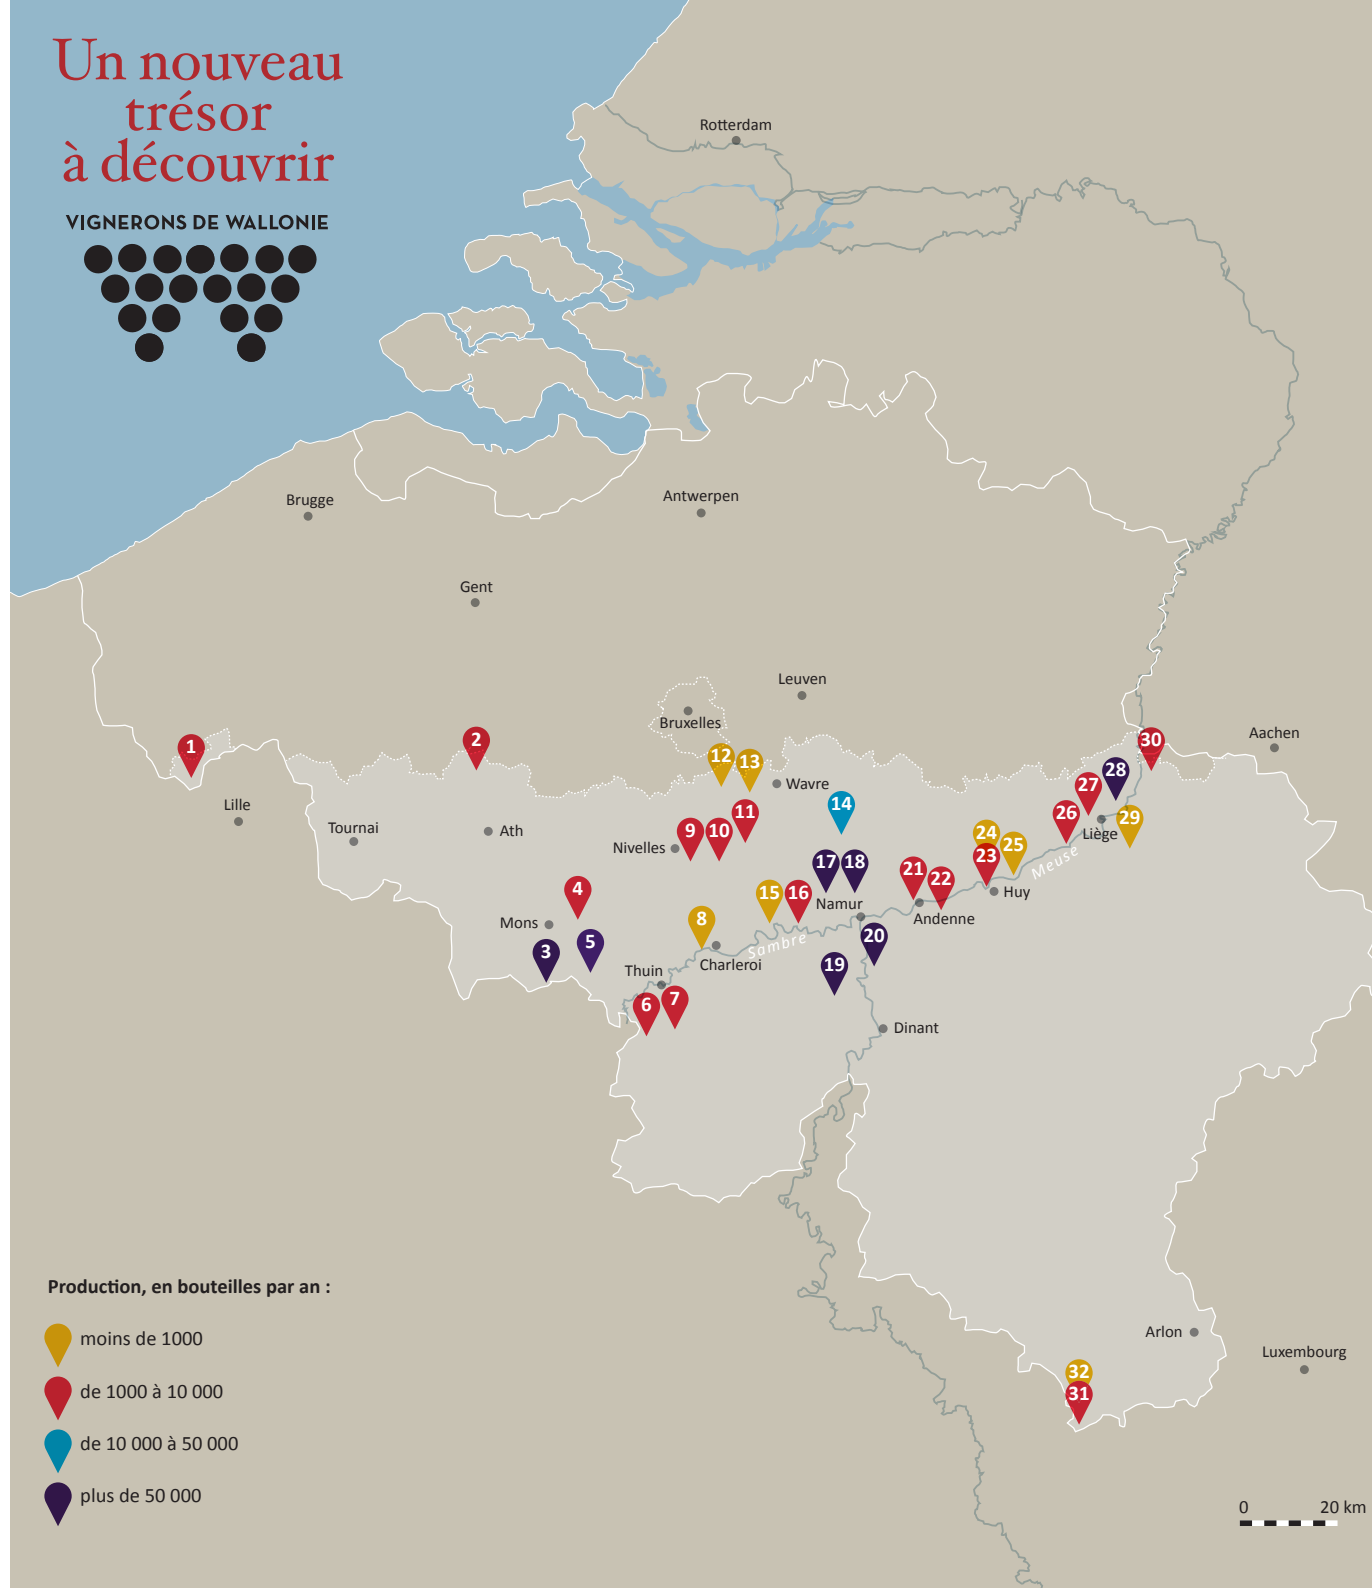 Un nouveau
trésor
à découvrir
VIGNERONS DE WALLONIE
Rotterdam
Brugge
Antwerpen
Gent
Leuven
Bruxelles
Aachen
1
2
12
13
30
Wavre
28
27
Lille
14
11
26
29
Tournai
Ath
9
10
24
Liège
Nivelles
25
23
Meuse
17
18
21
22
4
15
16
Huy
Namur
Andenne
Mons
8
5
20
3
Sambre
Thuin
Charleroi
19
6
7
Dinant
Production, en bouteilles par an :
moins de 1000
de 1000 à 10 000
de 10 000 à 50 000
plus de 50 000
Arlon
Luxembourg
32
31
0 20 km